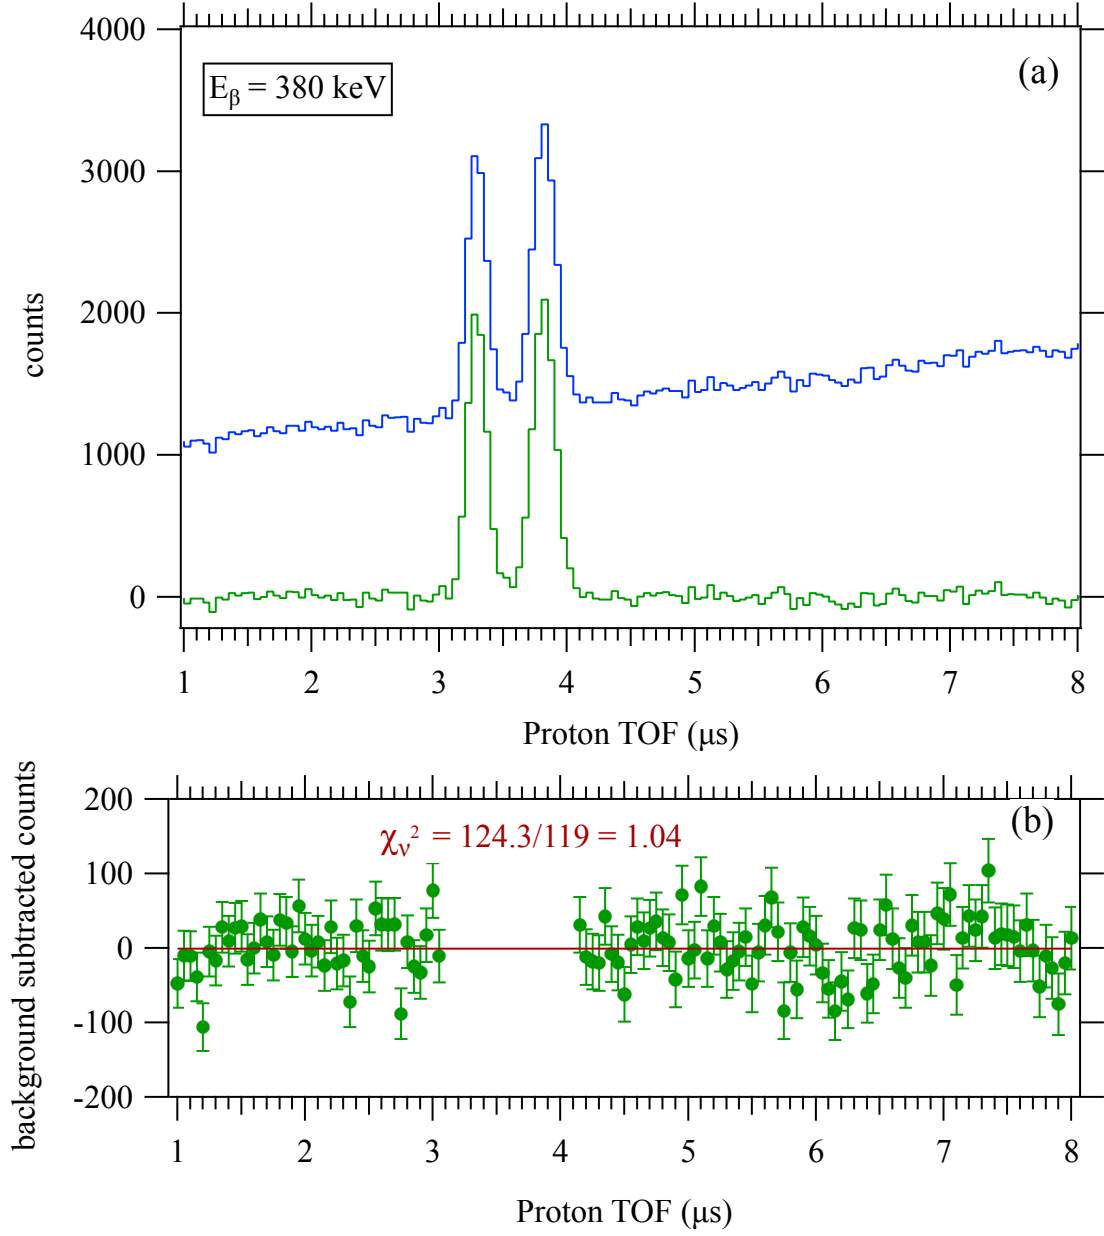 4000
(a)
E_β = 380 keV
3000
2000
counts
1000
0
1 2 3 4 5 6 7 8
Proton TOF (μs)
200
(b)
χ_ν² = 124.3/119 = 1.04
100
0
-100
-200
background subtracted counts
1 2 3 4 5 6 7 8
Proton TOF (μs)